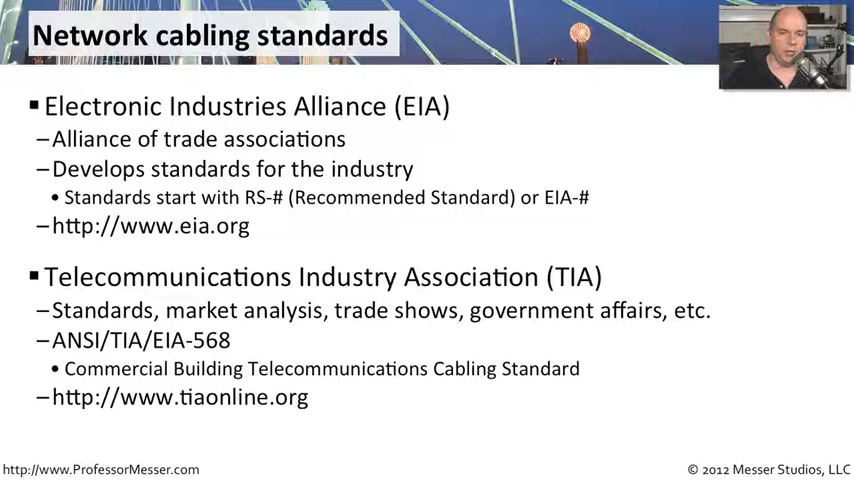 Network cabling standards
▪ Electronic Industries Alliance (EIA)
– Alliance of trade associations
– Develops standards for the industry
• Standards start with RS-# (Recommended Standard) or EIA-#
– http://www.eia.org
▪ Telecommunications Industry Association (TIA)
– Standards, market analysis, trade shows, government affairs, etc.
– ANSI/TIA/EIA-568
• Commercial Building Telecommunications Cabling Standard
– http://www.tiaonline.org
http://www.ProfessorMesser.com
© 2012 Messer Studios, LLC